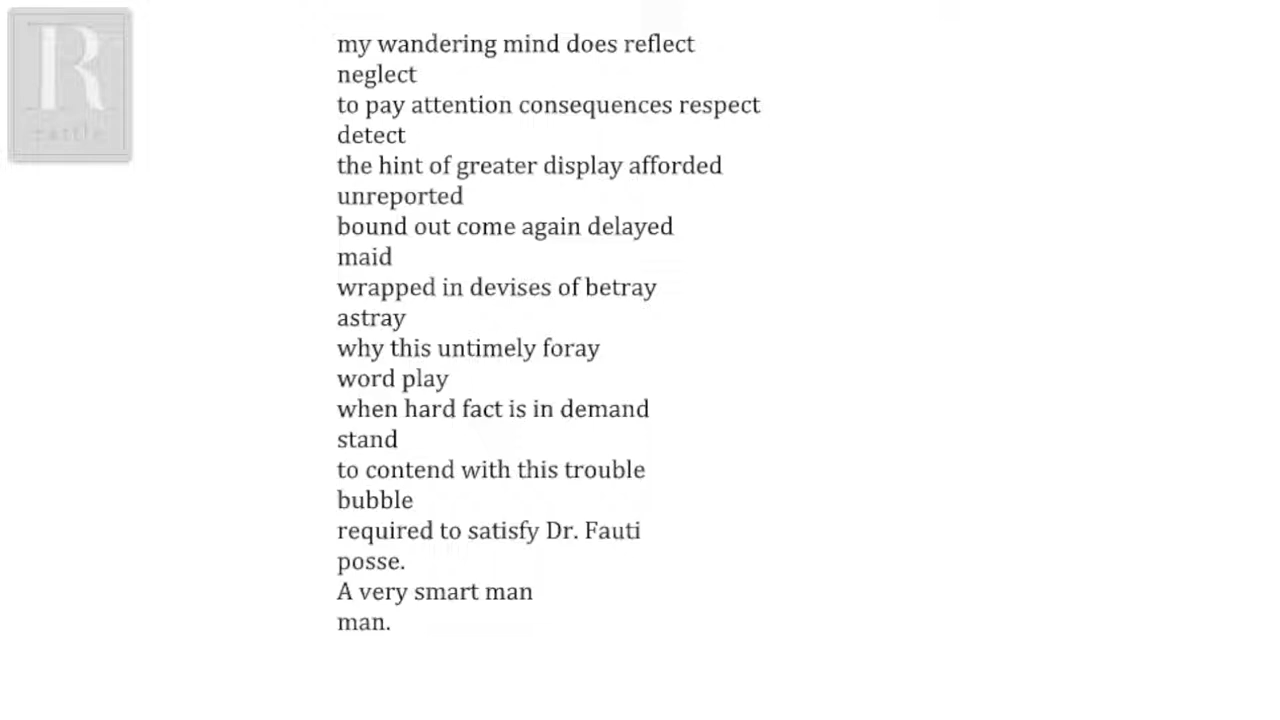 R
rattle
my wandering mind does reflect
neglect
to pay attention consequences respect
detect
the hint of greater display afforded
unreported
bound out come again delayed
maid
wrapped in devises of betray
astray
why this untimely foray
word play
when hard fact is in demand
stand
to contend with this trouble
bubble
required to satisfy Dr. Fauti
posse.
A very smart man
man.